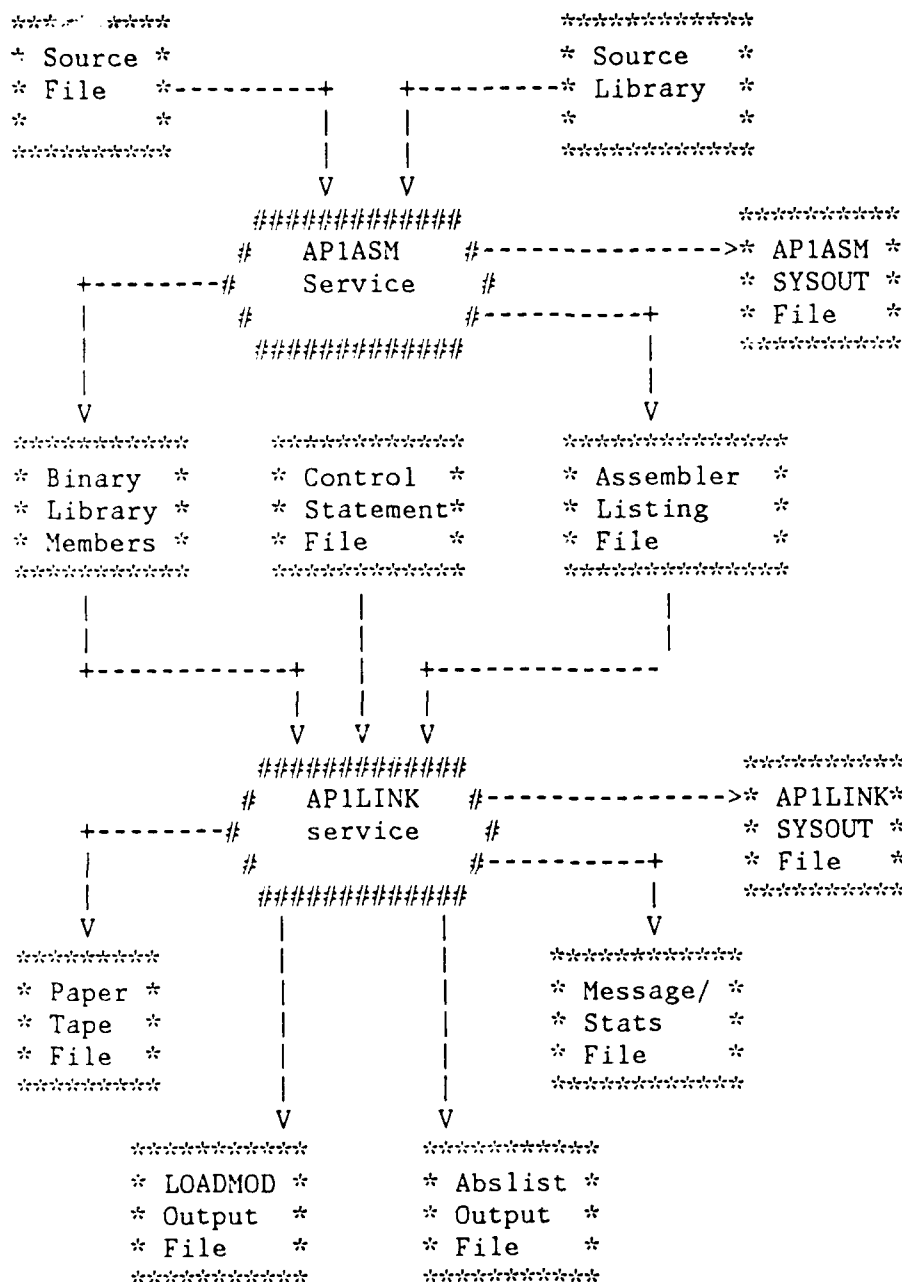 Source
File
Source
Library
AP1ASM
Service
AP1ASM
SYSOUT
File
Binary
Library
Members
Control
Statement
File
Assembler
Listing
File
AP1LINK
service
AP1LINK
SYSOUT
File
Paper
Tape
File
Message/
Stats
File
LOADMOD
Output
File
Abslist
Output
File